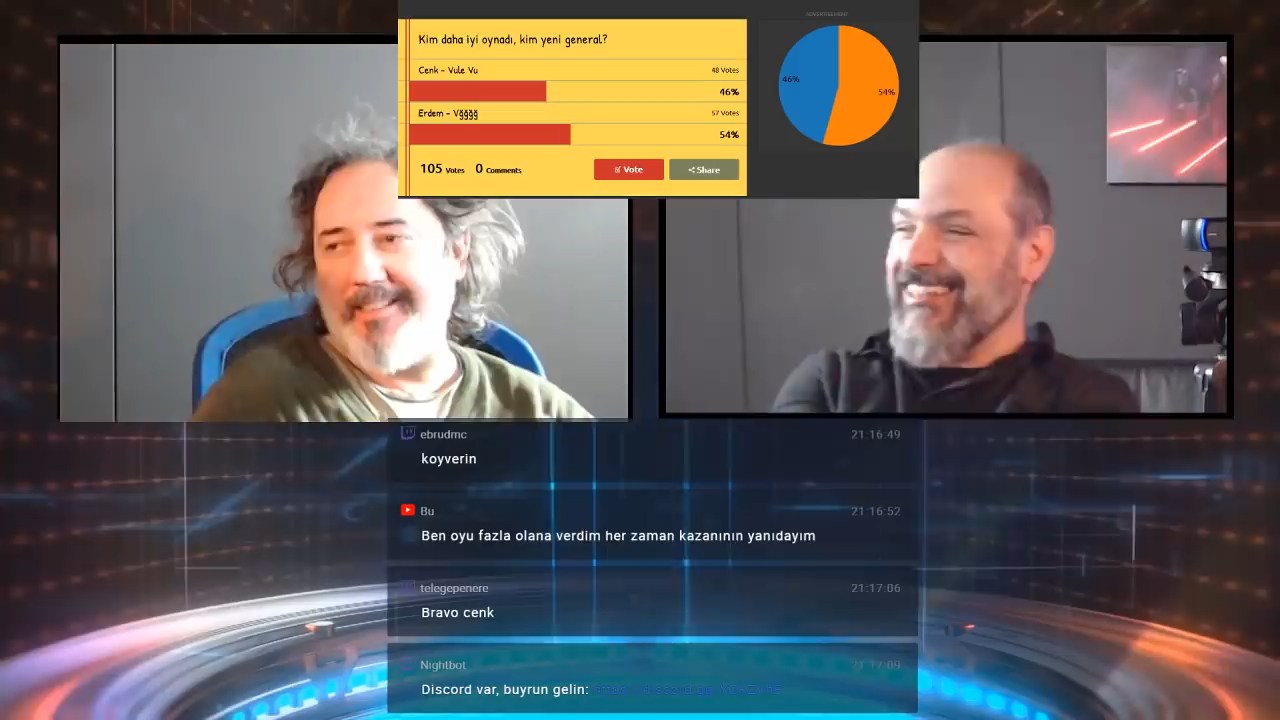 ADVERTISEMENT
Kim daha iyi oynadı, kim yeni general?
Cenk - Vule Vu
48 Votes
46%
Erdem - Vğğğğ
57 Votes
54%
105 Votes 0 Comments
Vote
Share
46%
54%
ebrudmc
21:16:49
koyverin
Bu
21:16:52
Ben oyu fazla olana verdim her zaman kazanının yanıdayım
telegepenere
21:17:06
Bravo cenk
Nightbot
21:17:09
Discord var, buyrun gelin: